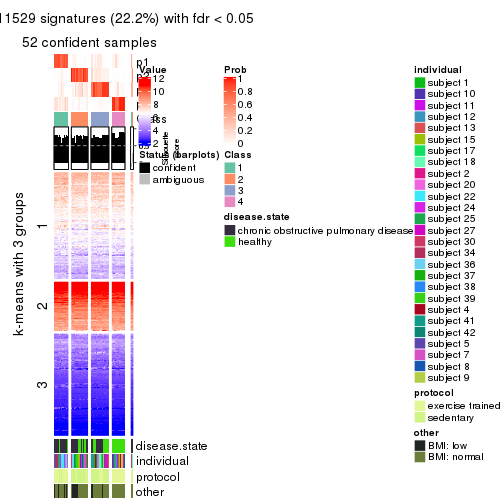 11529 signatures (22.2%) with fdr < 0.05
52 confident samples
p1
p2
Value
12
10
8
6
4
2
Prob
1
0.8
0.6
0.4
0.2
0
Status (barplots)
confident
ambiguous
Class
1
2
3
4
disease.state
chronic obstructive pulmonary disease
healthy
individual
subject 1
subject 10
subject 11
subject 12
subject 13
subject 15
subject 17
subject 18
subject 2
subject 20
subject 22
subject 24
subject 25
subject 27
subject 30
subject 34
subject 36
subject 37
subject 38
subject 39
subject 4
subject 41
subject 42
subject 5
subject 7
subject 8
subject 9
protocol
exercise trained
sedentary
other
BMI: low
BMI: normal
k-means with 3 groups
1
2
3
disease.state
individual
protocol
other